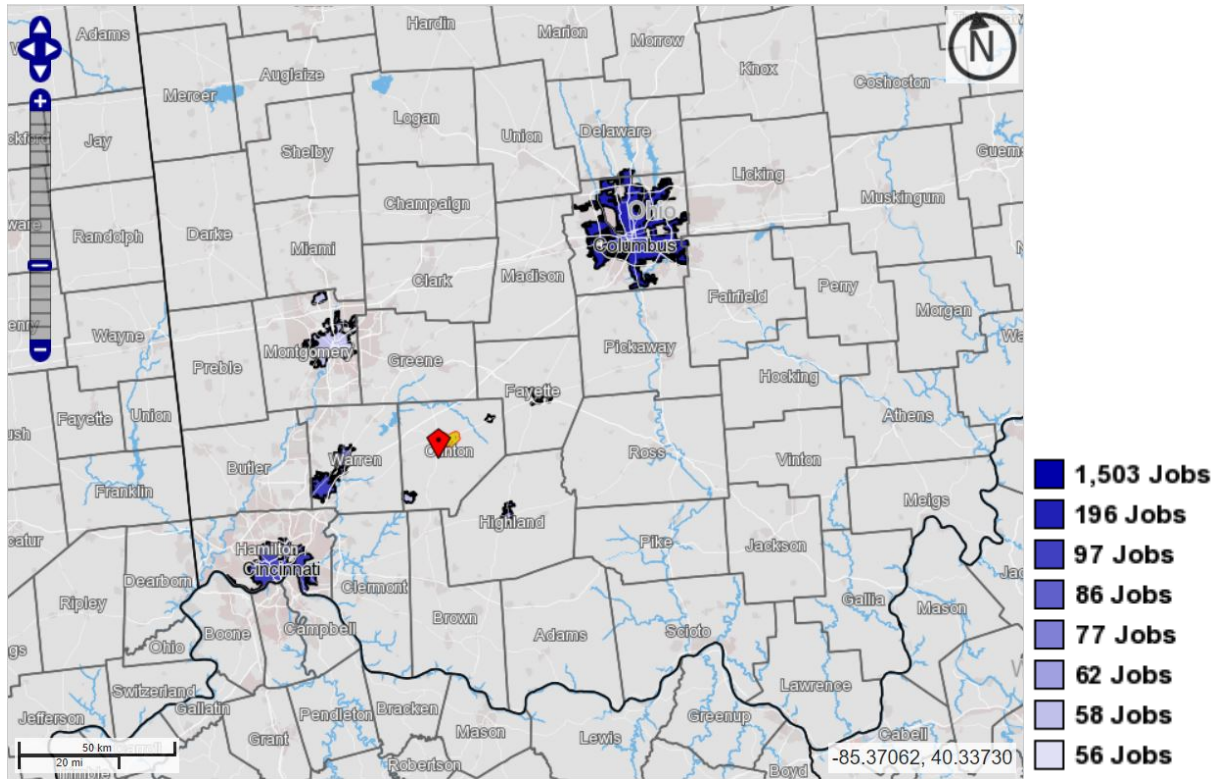 Hardin
Marion
Morrow
Adams
Knox
N
Auglaize
Coshocton
Mercer
Logan
Union
Delaware
Jay
Shelby
Licking
Muskingum
Champaign
Ohio
Randolph
Darke
Miami
Columbus
Clark
Madison
Fairfield
Perry
Morgan
Wayne
Montgomery
Greene
Pickaway
Preble
Hocking
Fayette
Fayette
Union
Athens
Clinton
Warren
Ross
Butler
Vinton
Franklin
Meigs
Highland
Hamilton
Pike
Jackson
Cincinnati
Dearborn
Clermont
Ripley
Gallia
Mason
Brown
Boone
Campbell
Adams
Scioto
Ohio
Lawrence
Switzerland
Gallatin
Pendleton
Bracken
Jefferson
Mason
Greenup
Grant
Lewis
Cabell
50 km
20 mi
Robertson
Boyd
-85.37062, 40.33730
1,503 Jobs
196 Jobs
97 Jobs
86 Jobs
77 Jobs
62 Jobs
58 Jobs
56 Jobs